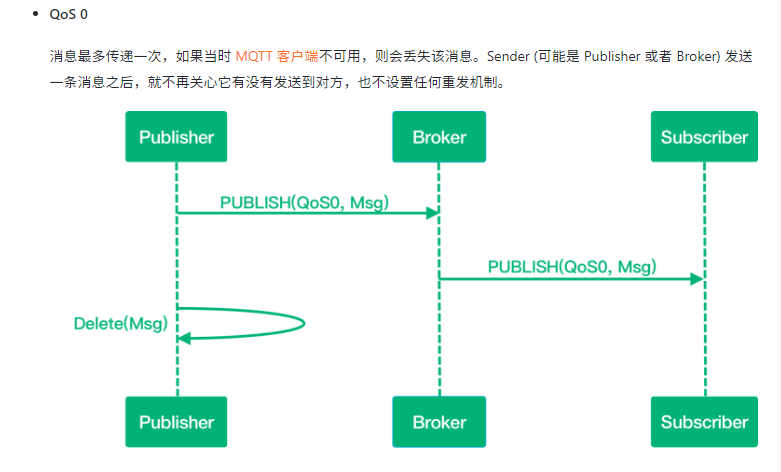 QoS 0
消息最多传递一次，如果当时 MQTT 客户端不可用，则会丢失该消息。Sender (可能是 Publisher 或者 Broker) 发送
一条消息之后，就不再关心它有没有发送到对方，也不设置任何重发机制。
Publisher Broker Subscriber
PUBLISH(QoS0, Msg)
PUBLISH(QoS0, Msg)
Delete(Msg)
Publisher Broker Subscriber